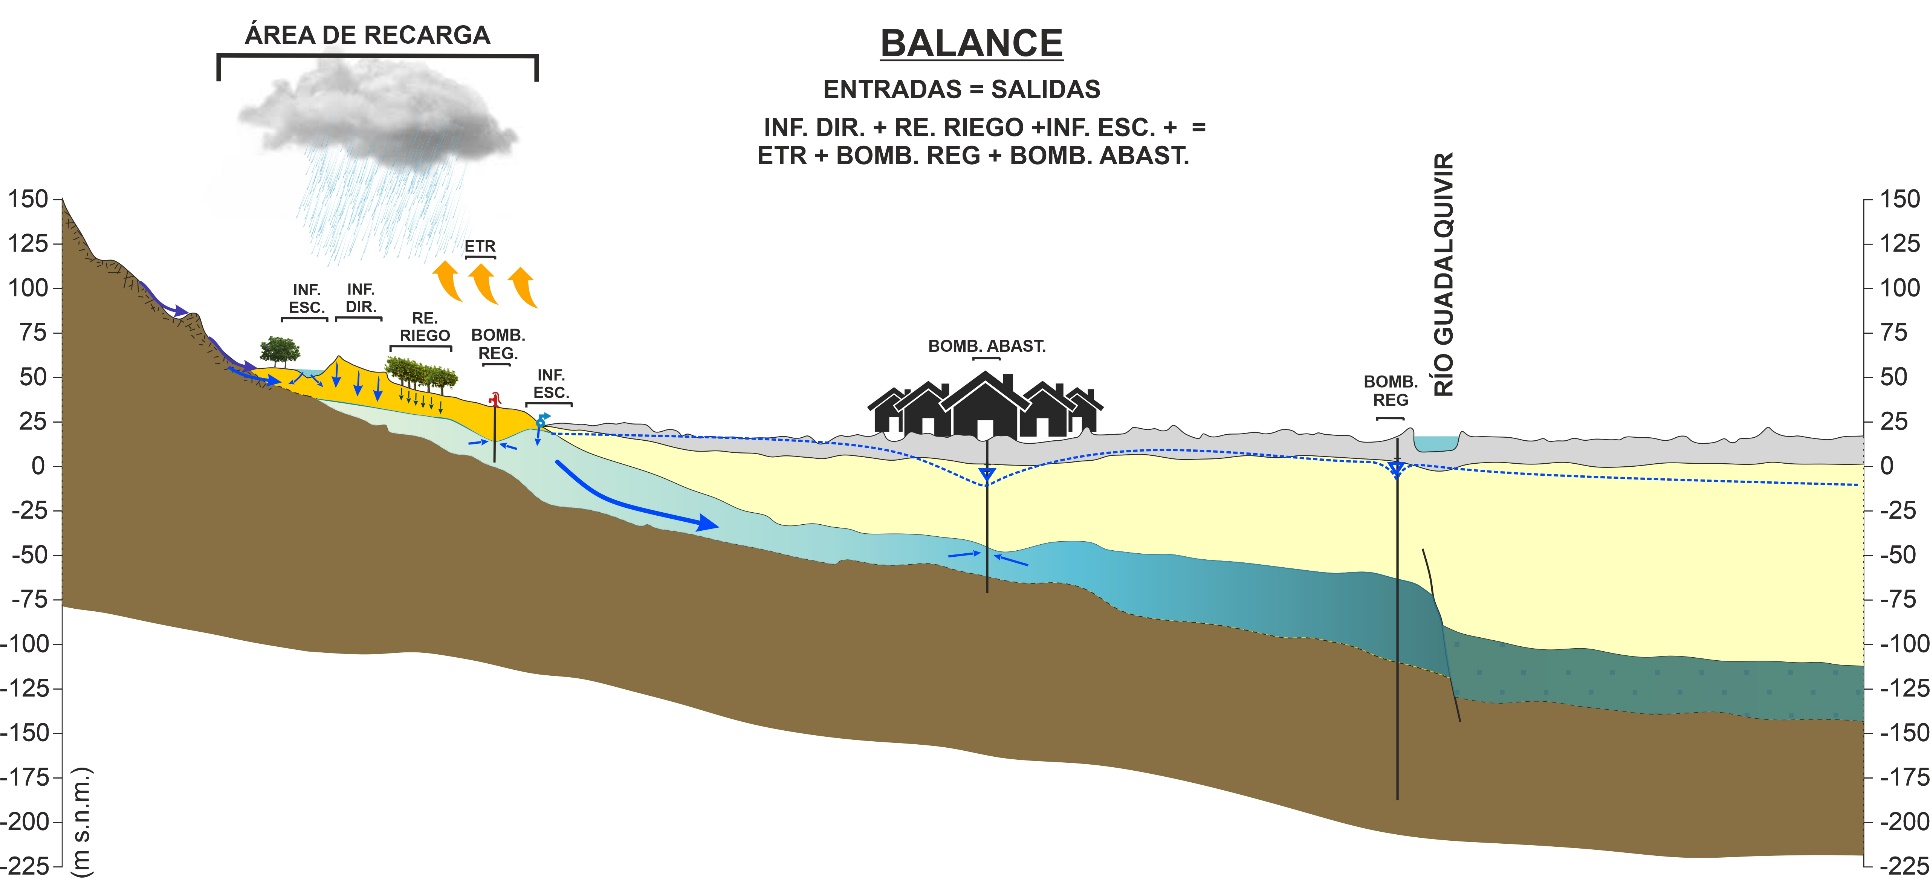 ÁREA DE RECARGA
BALANCE
ENTRADAS = SALIDAS
INF. DIR. + RE. RIEGO +INF. ESC. + =
ETR + BOMB. REG + BOMB. ABAST.
RÍO GUADALQUIVIR
ETR
INF.
ESC.
INF.
DIR.
RE.
RIEGO
BOMB.
REG.
INF.
ESC.
BOMB. ABAST.
BOMB.
REG
150
125
100
75
50
25
0
-25
-50
-75
-100
-125
-150
-175
-200
-225
(m s.n.m.)
150
125
100
75
50
25
0
-25
-50
-75
-100
-125
-150
-175
-200
-225